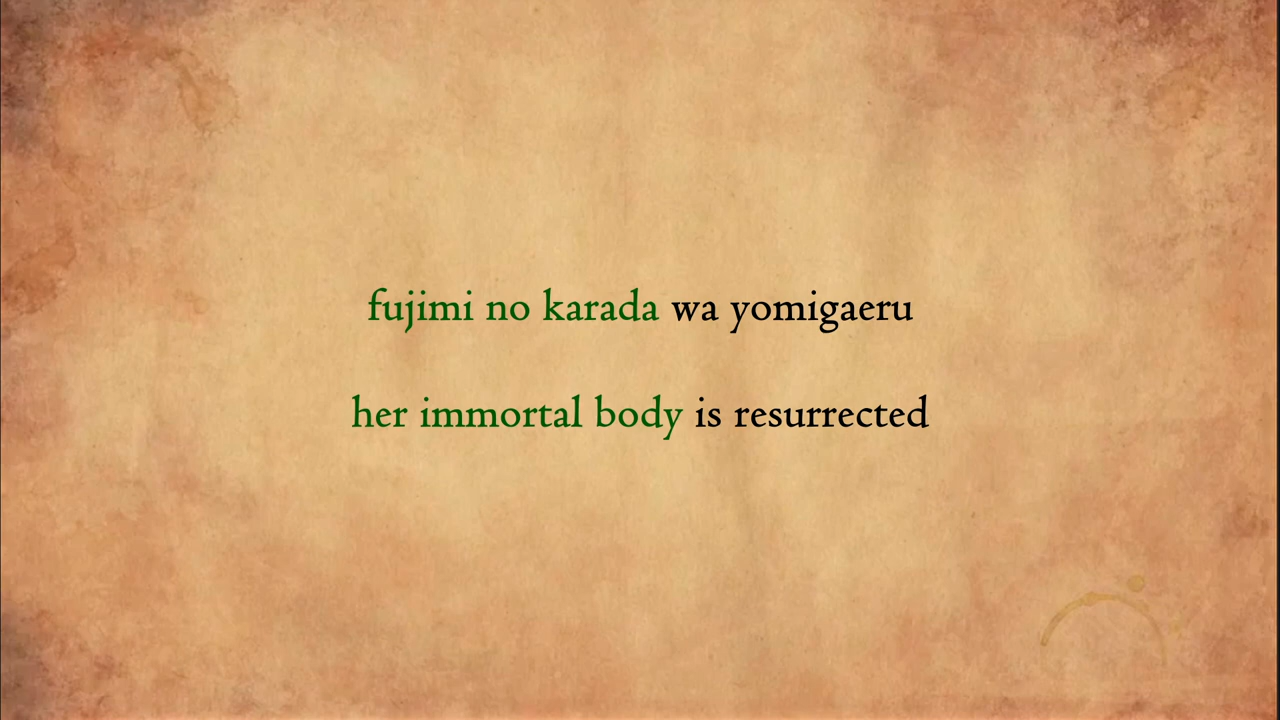 fujimi no karada wa yomigaeru
her immortal body is resurrected